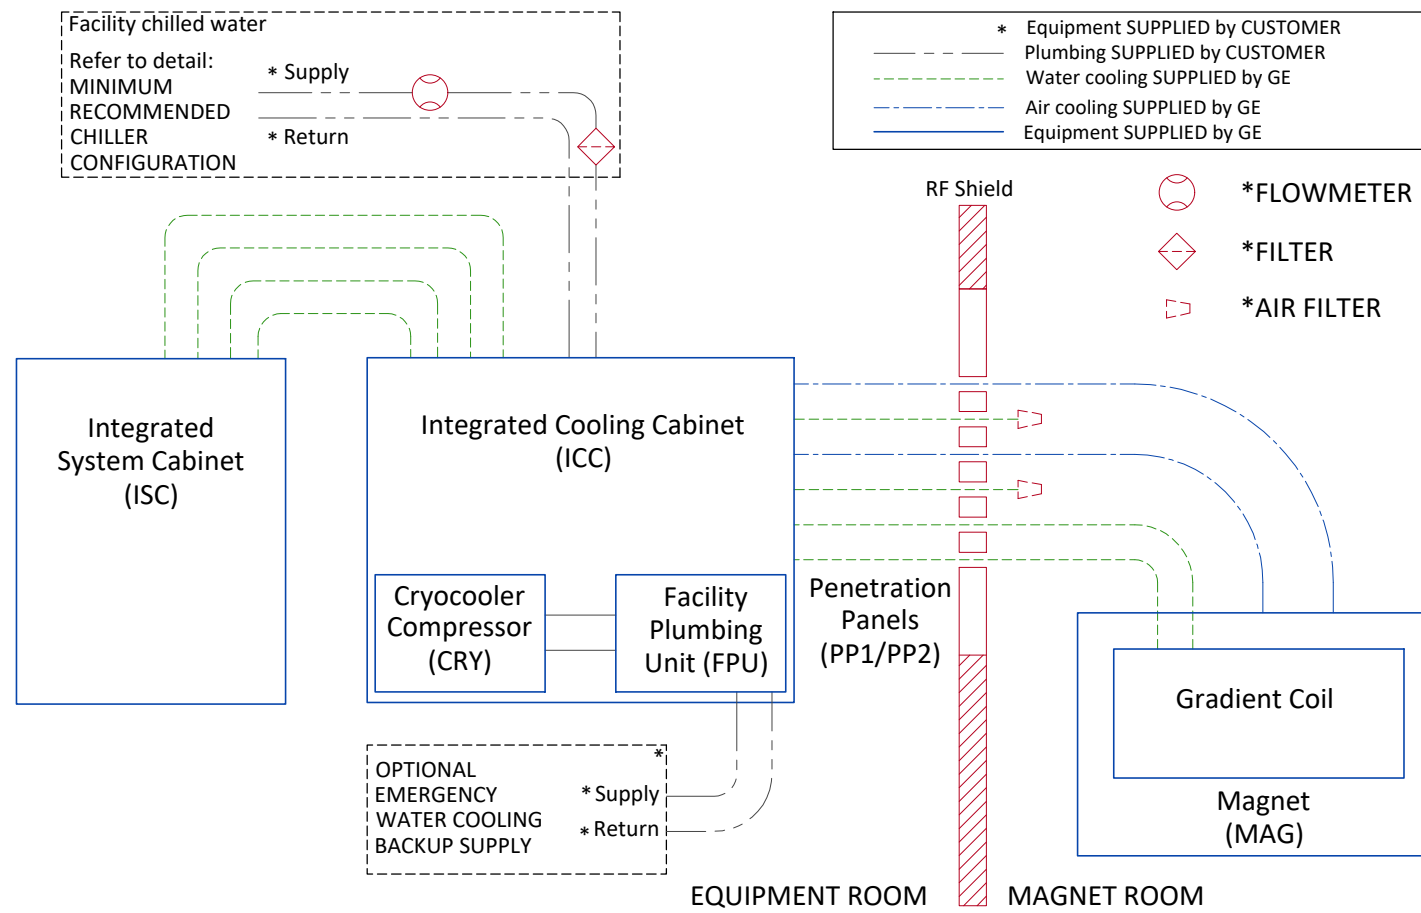 Facility chilled water
Refer to detail:
MINIMUM
RECOMMENDED
CHILLER
CONFIGURATION
* Supply
* Return
* Equipment SUPPLIED by CUSTOMER
Plumbing SUPPLIED by CUSTOMER
Water cooling SUPPLIED by GE
Air cooling SUPPLIED by GE
Equipment SUPPLIED by GE
RF Shield
*FLOWMETER
*FILTER
*AIR FILTER
Integrated
System Cabinet
(ISC)
Integrated Cooling Cabinet
(ICC)
Cryocooler
Compressor
(CRY)
Facility
Plumbing
Unit (FPU)
Penetration
Panels
(PP1/PP2)
Gradient Coil
Magnet
(MAG)
*
OPTIONAL
EMERGENCY
WATER COOLING
BACKUP SUPPLY
* Supply
* Return
EQUIPMENT ROOM
MAGNET ROOM